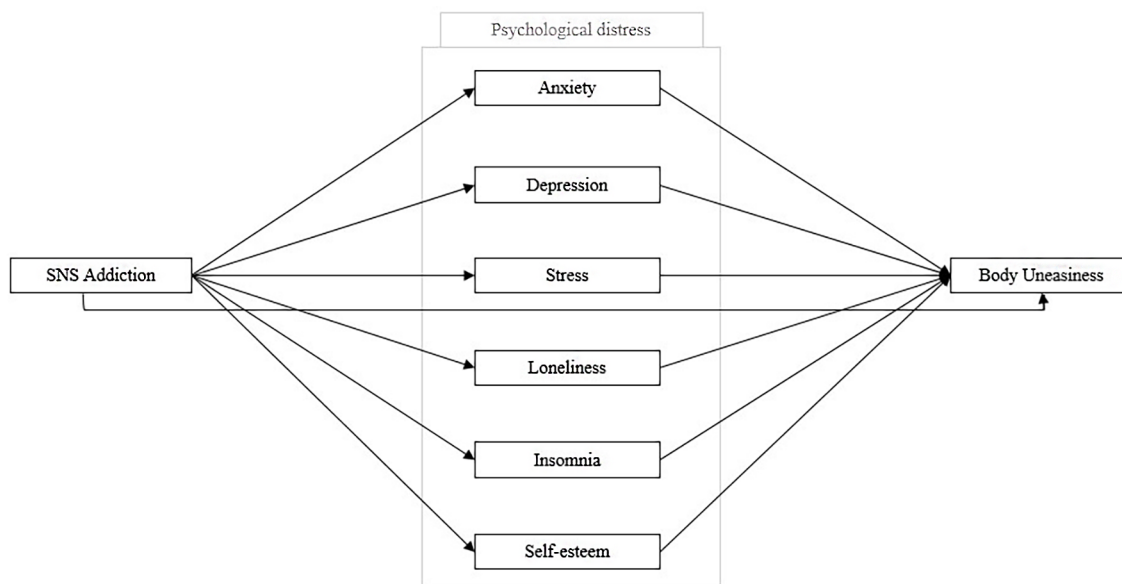 Psychological distress
Anxiety
Depression
SNS Addiction
Stress
Body Uneasiness
Loneliness
Insomnia
Self-esteem